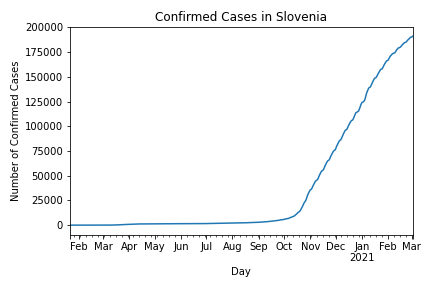 Confirmed Cases in Slovenia
200000
175000
150000
125000
100000
75000
50000
25000
0
Number of Confirmed Cases
Feb Mar Apr May Jun Jul Aug Sep Oct Nov Dec Jan Feb Mar
2021
Day